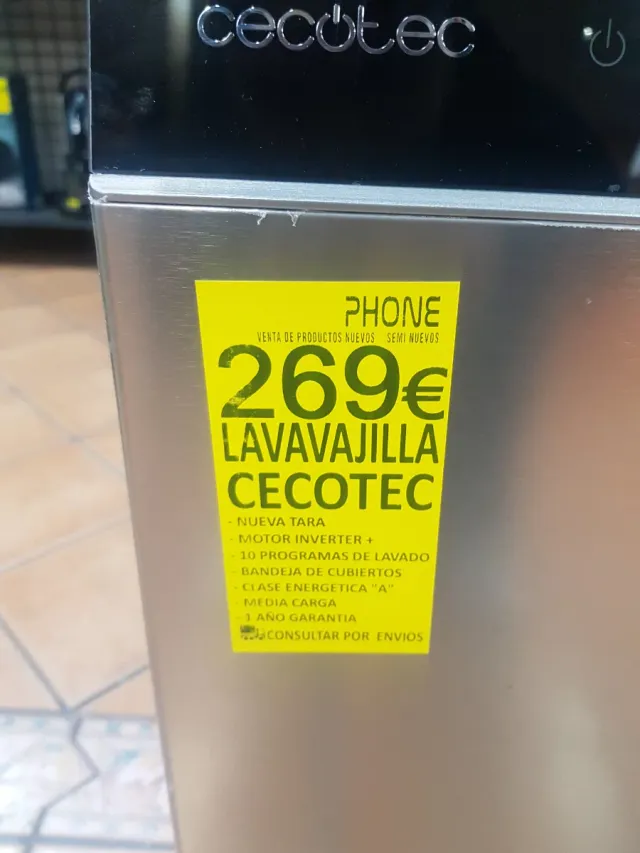 cecotec
PHONE
VENTA DE PRODUCTOS NUEVOS SEMI NUEVOS
269€
LAVAVAJILLA
CECOTEC
- NUEVA TARA
- MOTOR INVERTER +
- 10 PROGRAMAS DE LAVADO
- BANDEJA DE CUBIERTOS
- CLASE ENERGETICA "A"
- MEDIA CARGA
- 1 AÑO GARANTIA
CONSULTAR POR ENVIOS